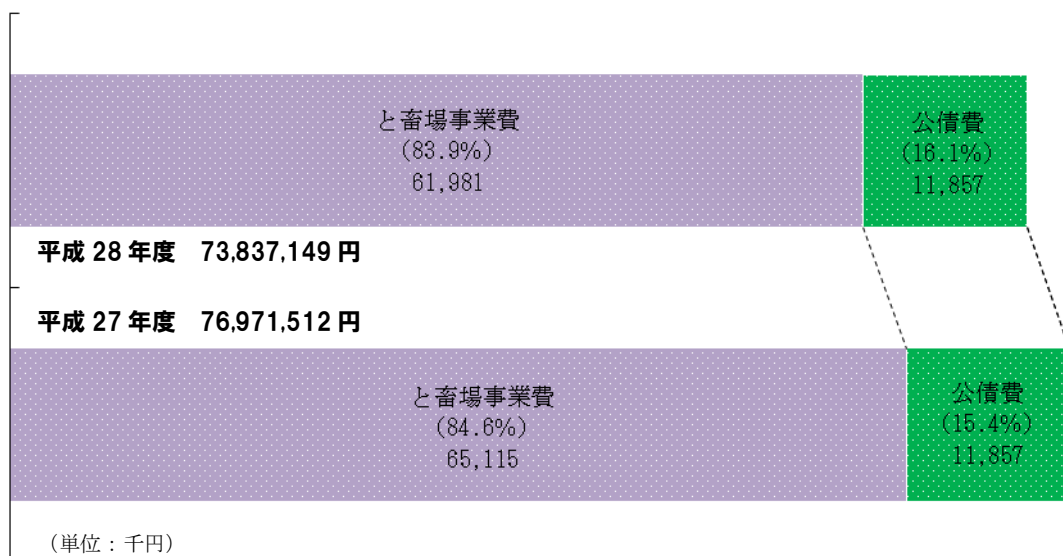 と畜場事業費
(83.9%)
61,981
公債費
(16.1%)
11,857
平成 28 年度 73,837,149 円
平成 27 年度 76,971,512 円
と畜場事業費
(84.6%)
65,115
公債費
(15.4%)
11,857
（単位：千円）